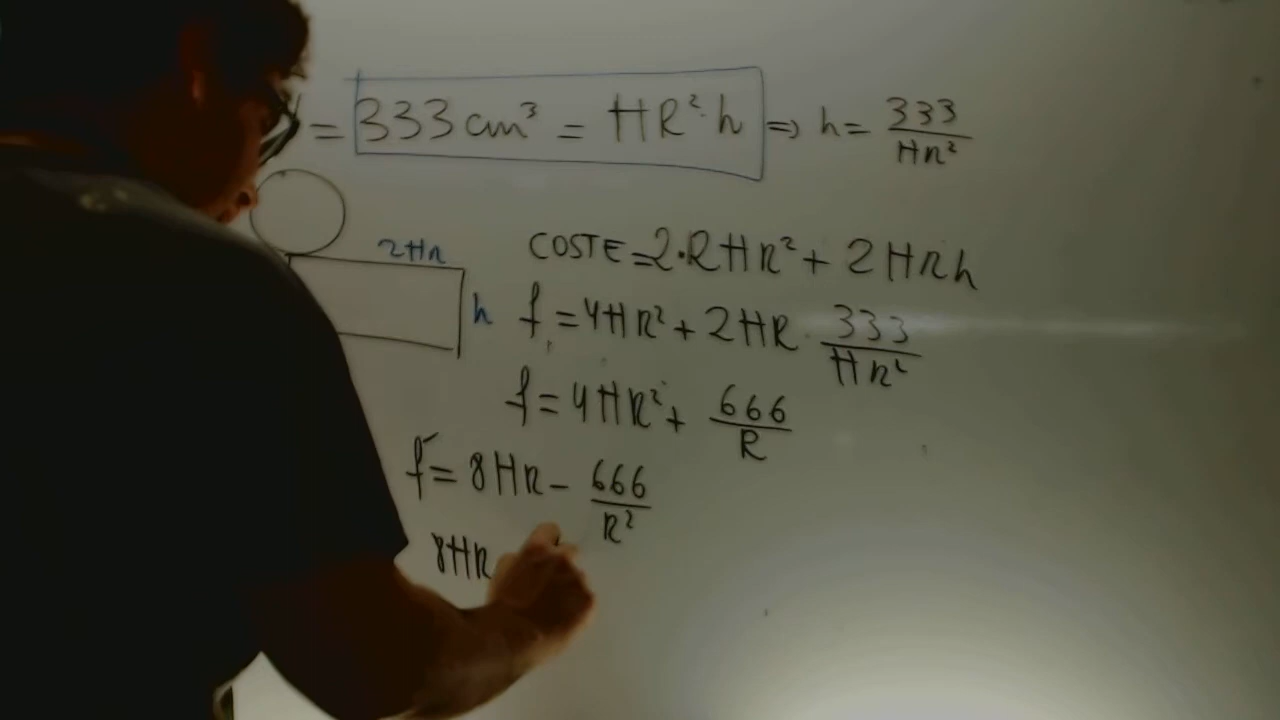 = 333 cm³ = πR²·h ⇒ h = 333/πR²
2πR
h
COSTE = 2·2πR² + 2πRh
f = 4πR² + 2πR · 333/πR²
f = 4πR² + 666/R
f' = 8πR - 666/R²
8πR